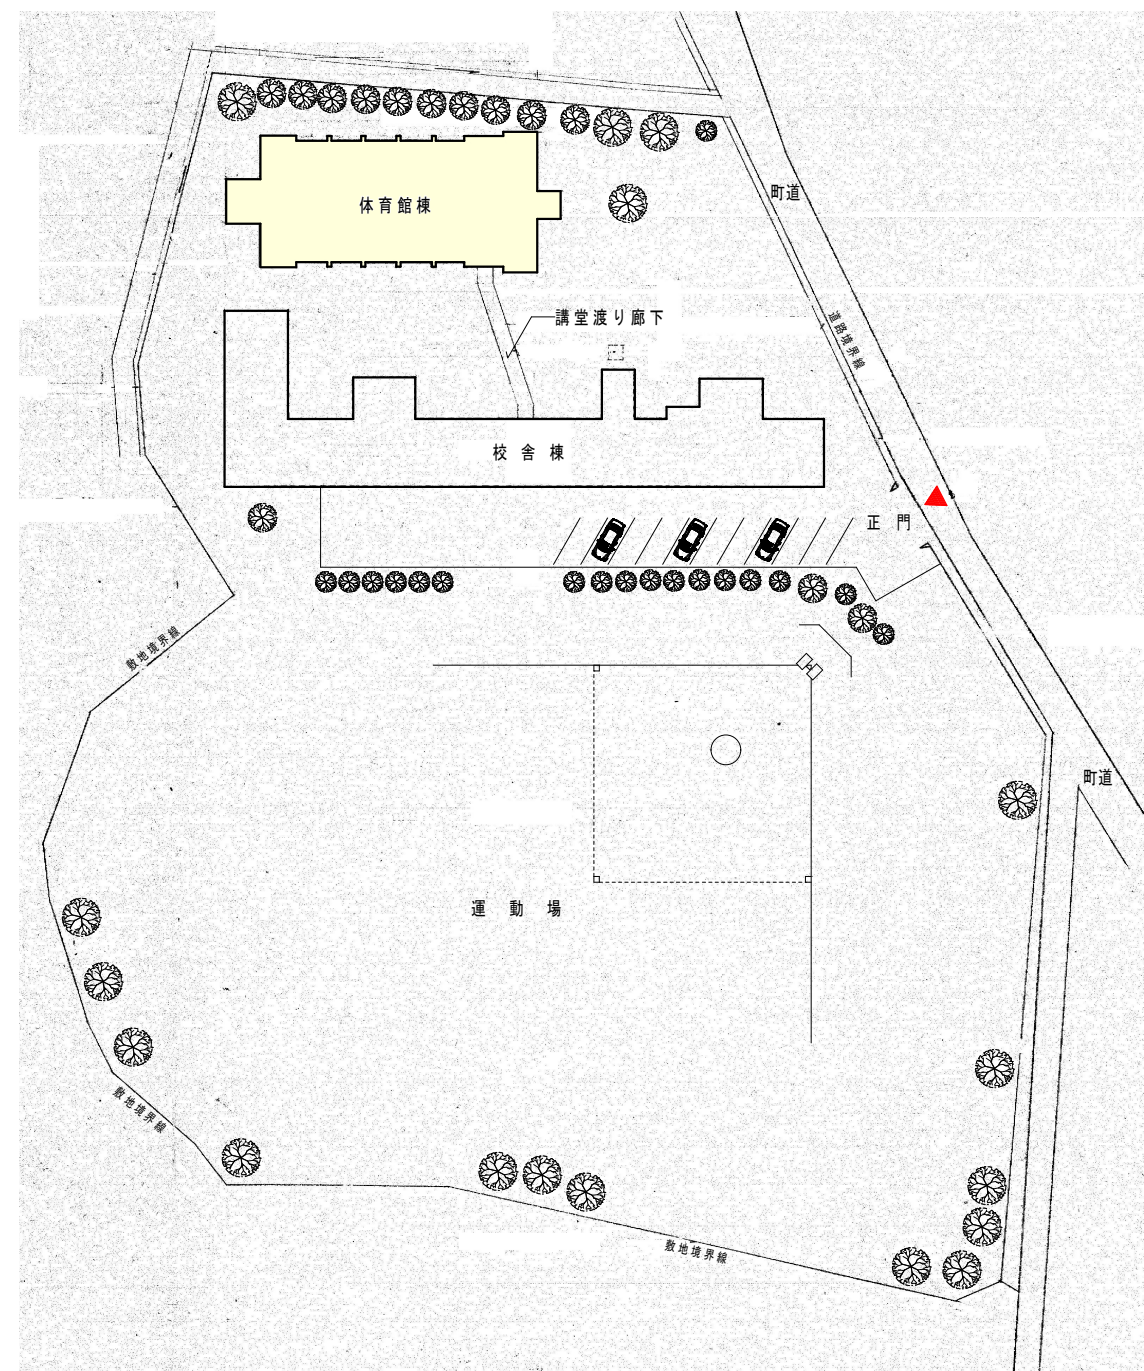 町道
体育館棟
講堂渡り廊下
道路境界線
校舎棟
正門
敷地境界線
町道
運動場
敷地境界線
敷地境界線